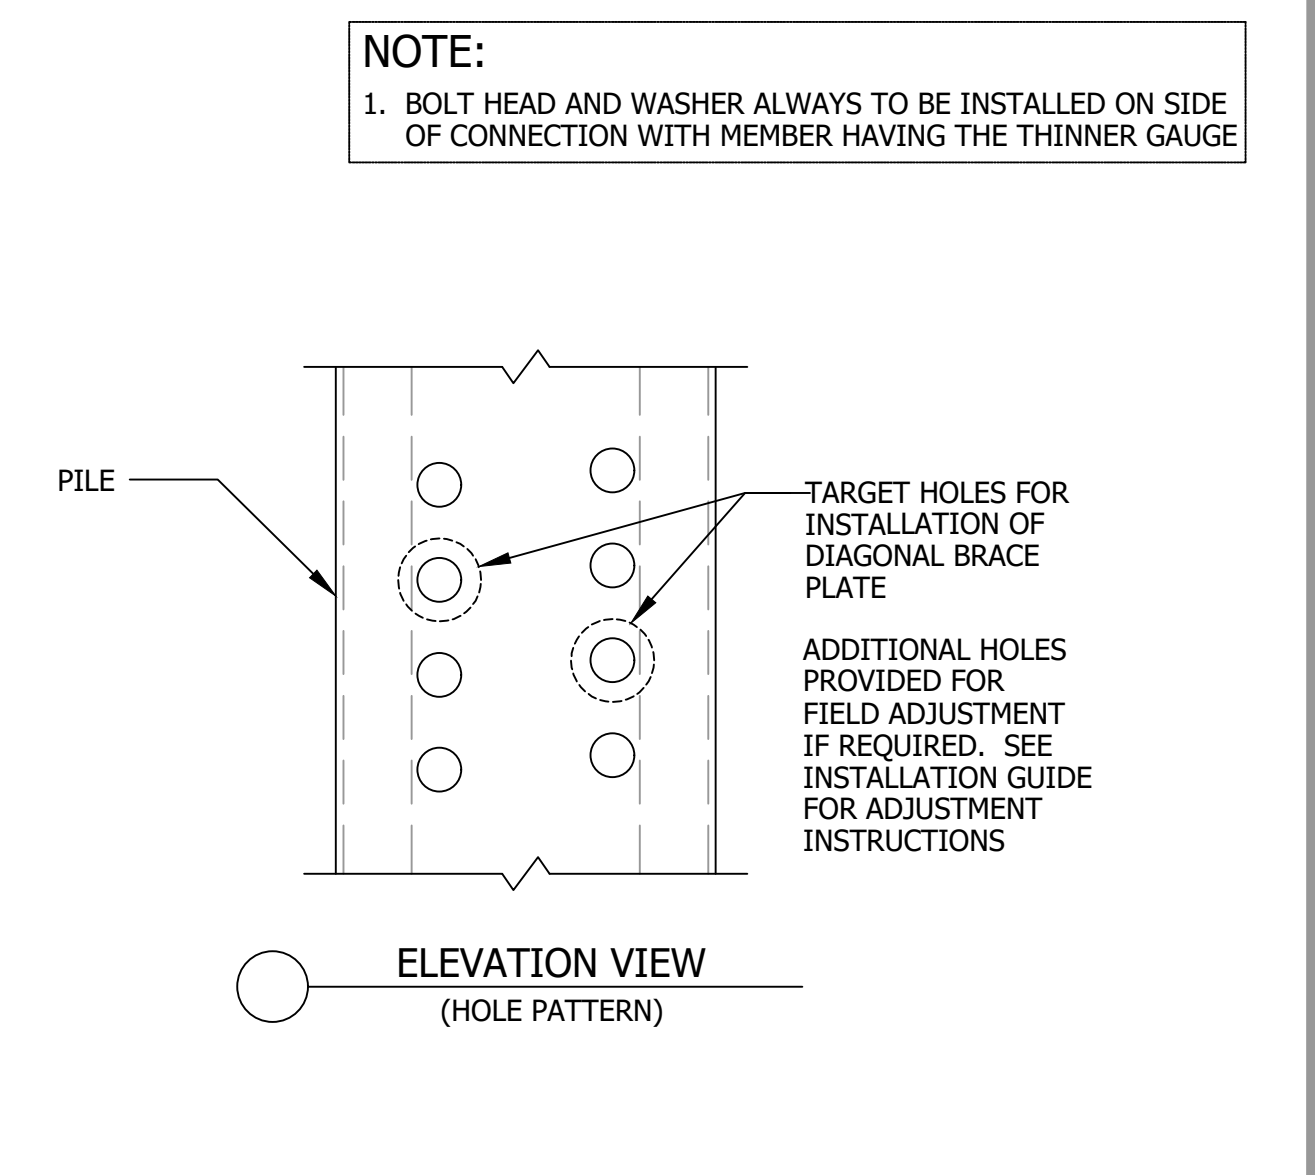 NOTE:
1. BOLT HEAD AND WASHER ALWAYS TO BE INSTALLED ON SIDE
OF CONNECTION WITH MEMBER HAVING THE THINNER GAUGE
PILE
TARGET HOLES FOR
INSTALLATION OF
DIAGONAL BRACE
PLATE
ADDITIONAL HOLES
PROVIDED FOR
FIELD ADJUSTMENT
IF REQUIRED. SEE
INSTALLATION GUIDE
FOR ADJUSTMENT
INSTRUCTIONS
ELEVATION VIEW
(HOLE PATTERN)